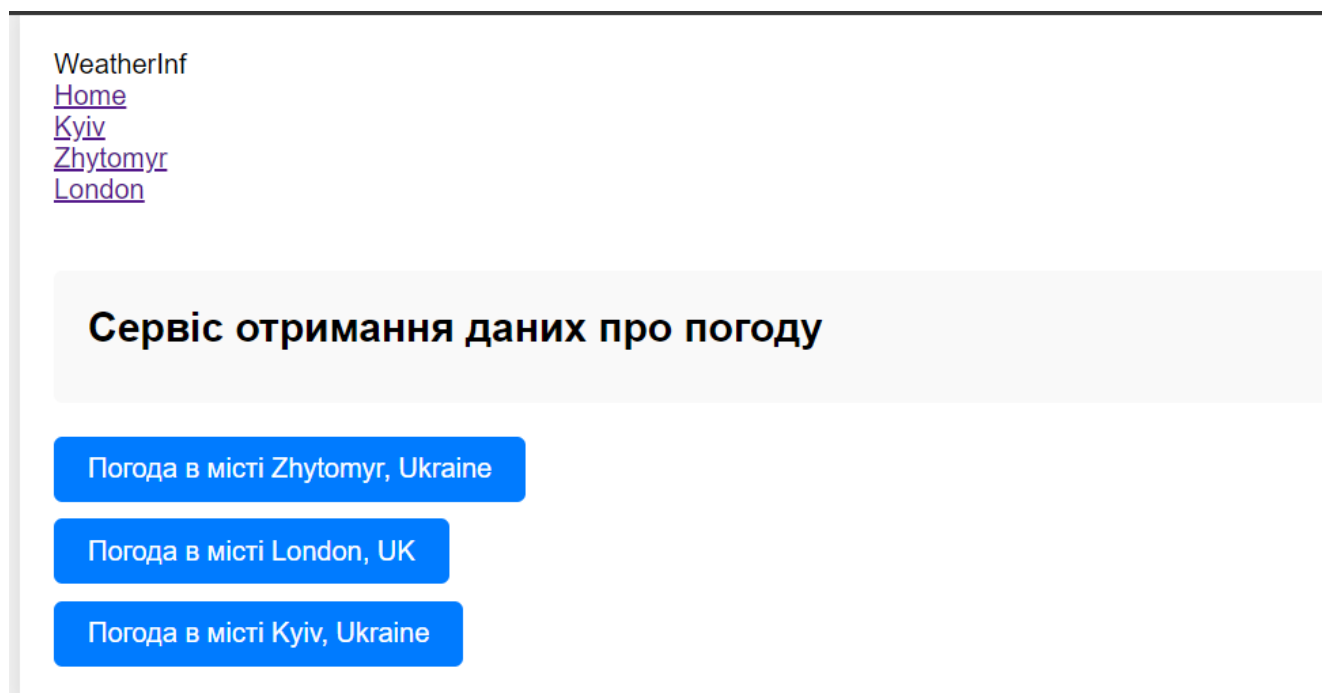 WeatherInf
Home
Kyiv
Zhytomyr
London
Сервіс отримання даних про погоду
Погода в місті Zhytomyr, Ukraine
Погода в місті London, UK
Погода в місті Kyiv, Ukraine